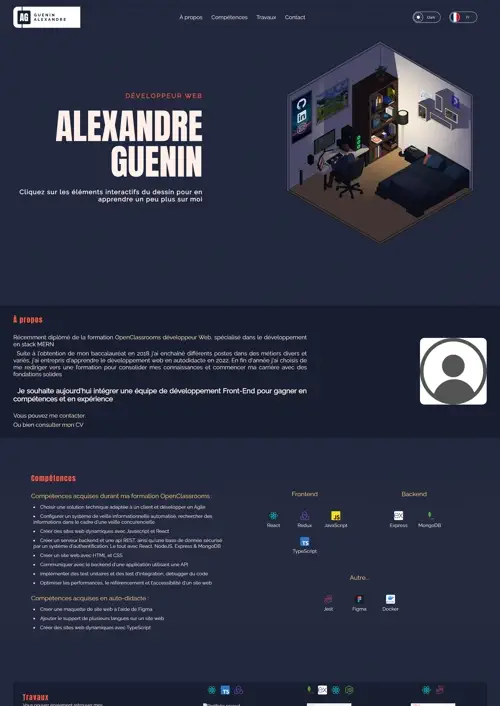 AG GUENIN
ALEXANDRE
À propos Compétences Travaux Contact
Dark
Fr
DÉVELOPPEUR WEB
ALEXANDRE
GUENIN
Cliquez sur les éléments interactifs du dessin pour en
apprendre un peu plus sur moi
À propos
Récemment diplômé de la formation OpenClassrooms développeur Web, spécialisé dans le développement
en stack MERN
Suite à l'obtention de mon baccalauréat en 2018 j'ai enchaîné différents postes dans des métiers divers et
variés, j'ai entrepris d'apprendre le développement web en autodidacte en 2022. En fin d'année j'ai choisis de
me rediriger vers une formation pour consolider mes connaissances et commencer ma carrière avec des
fondations solides
Je souhaite aujourd'hui intégrer une équipe de développement Front-End pour gagner en
compétences et en expérience
Vous pouvez me contacter
Ou bien consulter mon CV
Compétences
Compétences acquises durant ma formation OpenClassrooms :
Choisir une solution technique adaptée à un client et développer en Agile
Configurer un système de veille informationnelle automatisé, rechercher des
informations dans le cadre d'une veille concurencielle
Créer des sites web dynamiques avec Javascript et React
Créer un serveur backend et une api REST, ainsi qu'une base de donnée sécurisé
par un système d'authentification. Le tout avec React, NodeJS, Express & MongoDB
Créer un site web avec HTML et CSS
Communiquer avec le backend d'une application utilisant une API
Implémenter des test unitaires et des test d'intégration, debugger du code
Optimiser les performances, le référencement et l'accessibilité d'un site web
Compétences acquises en auto-didacte :
Créer une maquette de site web a l'aide de Figma
Ajouter le support de plusieurs langues sur un site web
Créer des sites web dynamiques avec TypeScript
Frontend
React Redux JavaScript
TypeScript
Backend
Express MongoDB
Autre...
Jest Figma Docker
Travaux